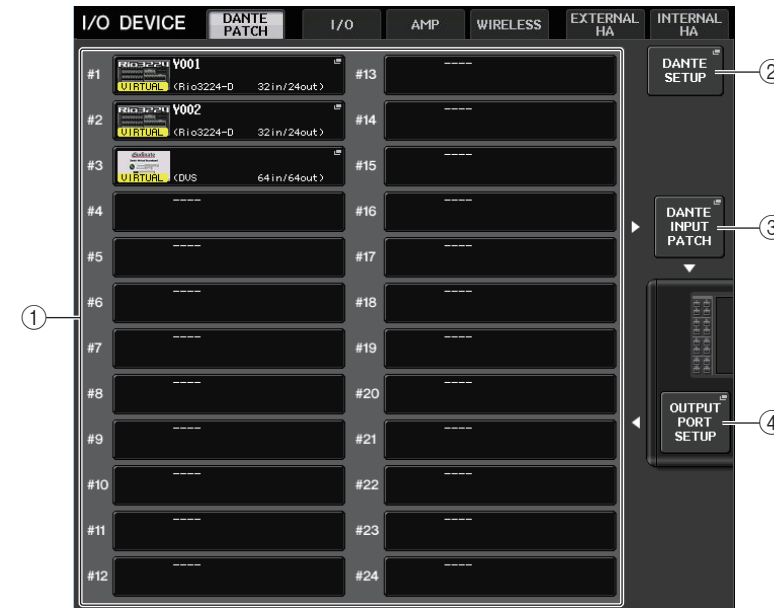 I/O DEVICE
DANTE PATCH
I/O
AMP
WIRELESS
EXTERNAL HA
INTERNAL HA
#1
Rio3224
Y001
VIRTUAL
(Rio3224-D 32in/24out)
#2
Rio3224
Y002
VIRTUAL
(Rio3224-D 32in/24out)
#3
Audinate
VIRTUAL
(DVS 64in/64out)
#4 ----
#5 ----
#6 ----
#7 ----
#8 ----
#9 ----
#10 ----
#11 ----
#12 ----
#13 ----
#14 ----
#15 ----
#16 ----
#17 ----
#18 ----
#19 ----
#20 ----
#21 ----
#22 ----
#23 ----
#24 ----
DANTE
SETUP
DANTE
INPUT
PATCH
OUTPUT
PORT
SETUP
①
②
③
④